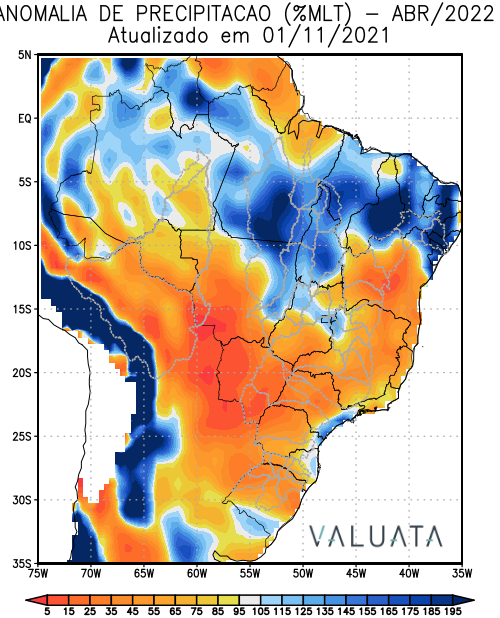 ANOMALIA DE PRECIPITACAO (%MLT) – ABR/2022
Atualizado em 01/11/2021
5N
EQ
5S
10S
15S
20S
25S
30S
35S
VALUATA
75W 70W 65W 60W 55W 50W 45W 40W 35W
5 15 25 35 45 55 65 75 85 95 105 115 125 135 145 155 165 175 185 195